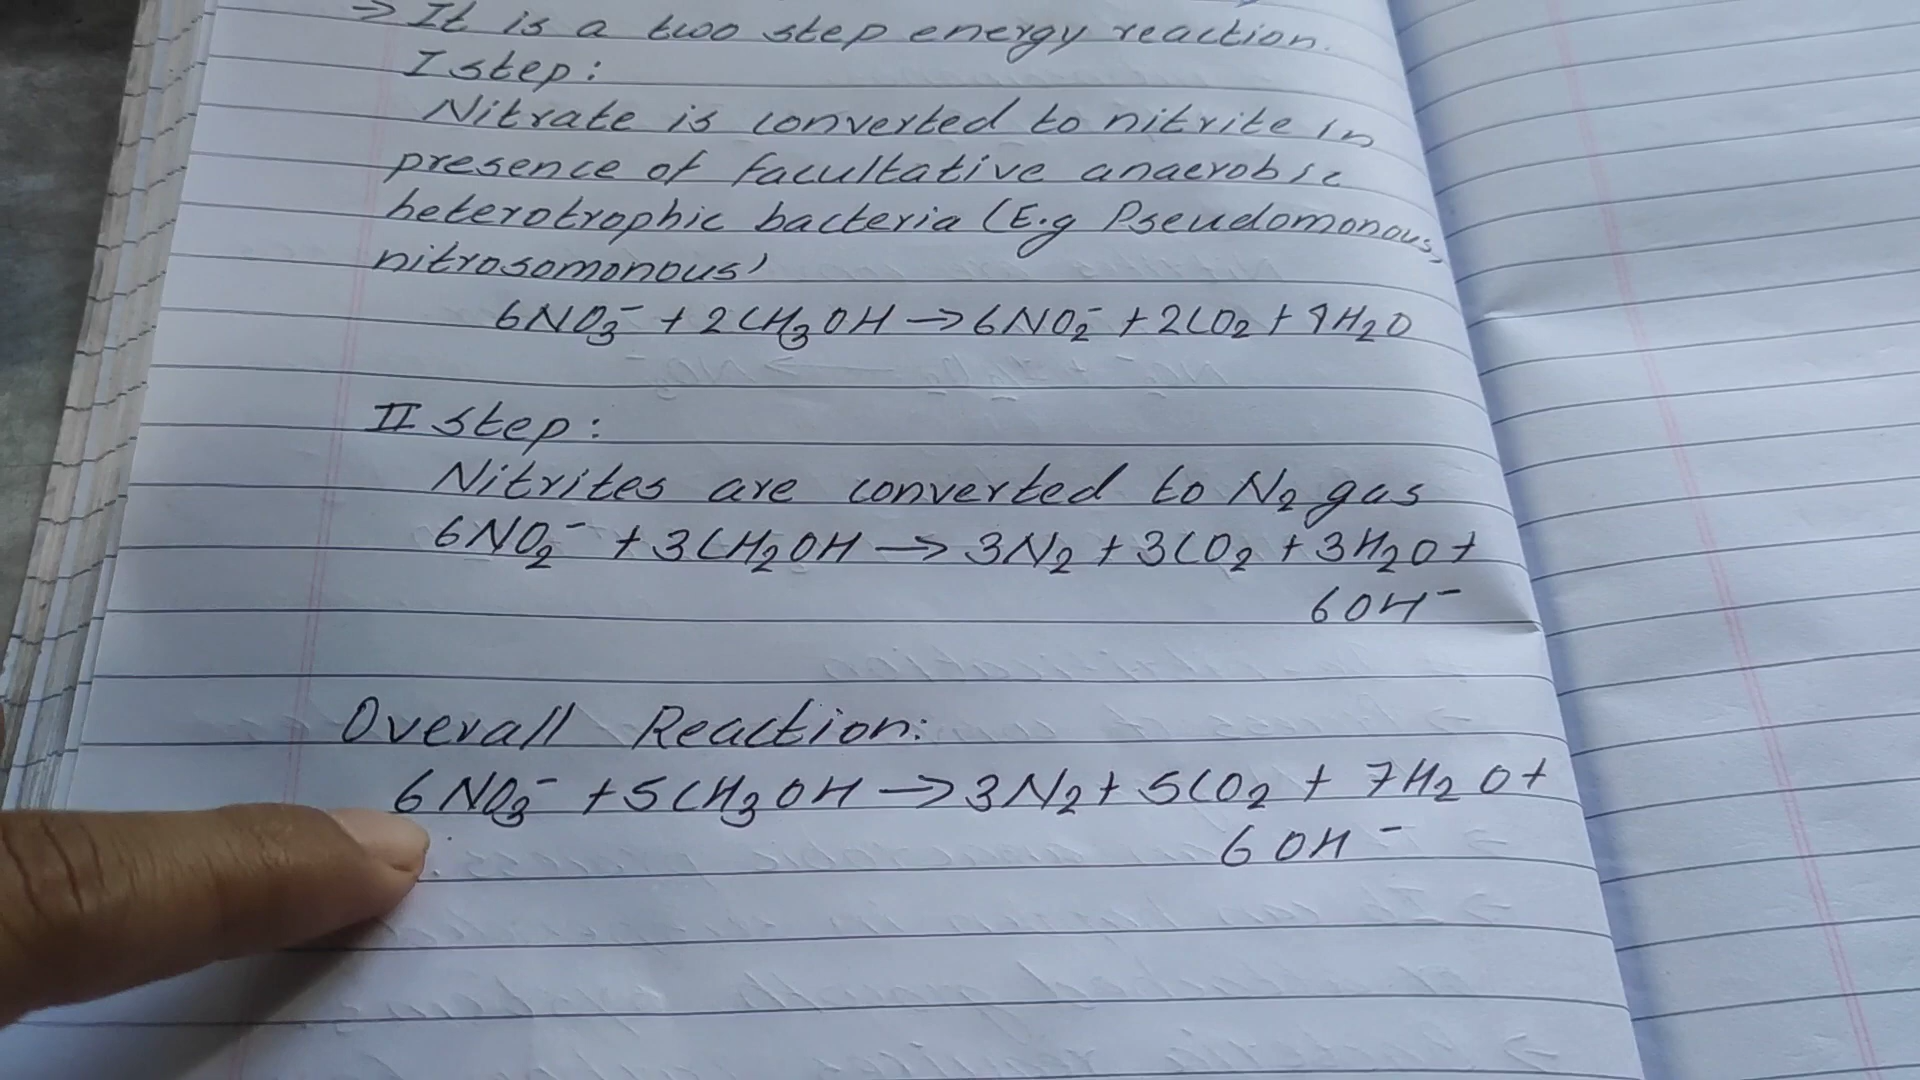 → It is a two step energy reaction.
I step:
Nitrate is converted to nitrite in
presence of facultative anaerobic
heterotrophic bacteria (E.g Pseudomonous,
nitrosomonous)
6NO₃⁻ + 2CH₃OH → 6NO₂⁻ + 2CO₂ + 4H₂O
II step:
Nitrites are converted to N₂ gas
6NO₂⁻ + 3CH₂OH → 3N₂ + 3CO₂ + 3H₂O +
6OH⁻
Overall Reaction:
6NO₃⁻ + 5CH₃OH → 3N₂ + 5CO₂ + 7H₂O +
6OH⁻